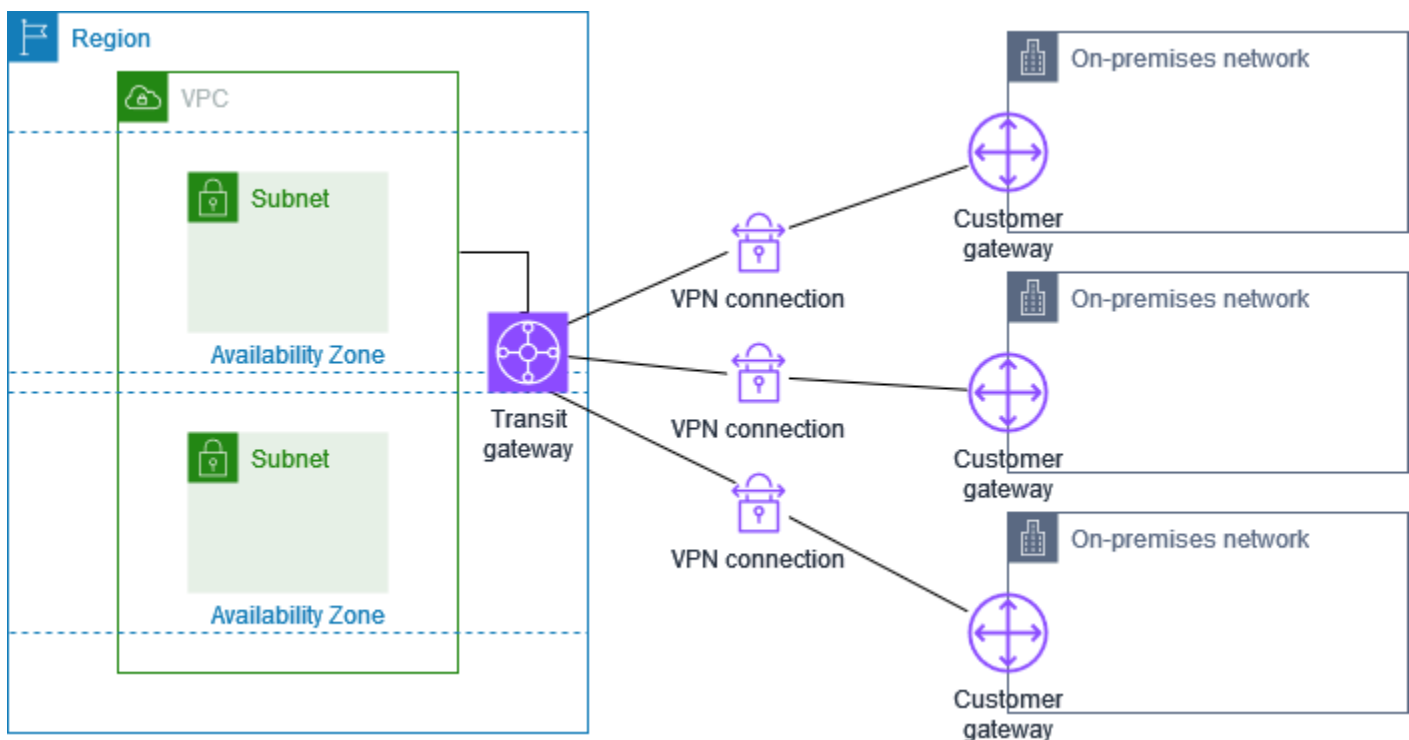 Region
VPC
Subnet
Availability Zone
Subnet
Availability Zone
Transit
gateway
VPN connection
VPN connection
VPN connection
On-premises network
Customer
gateway
On-premises network
Customer
gateway
On-premises network
Customer
gateway